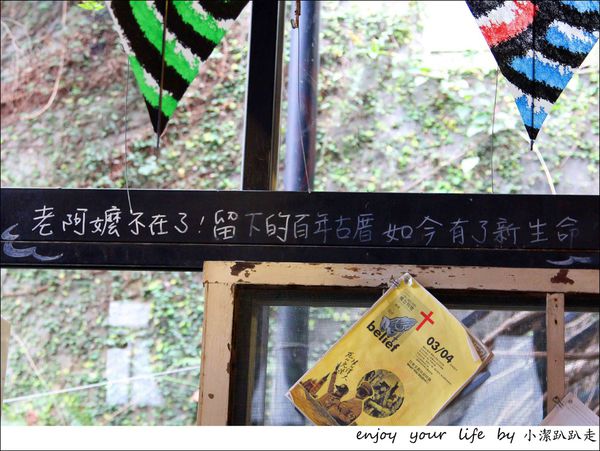 老阿嬤不在了！留下的百年古厝如今有了新生命
belief
03/04
enjoy your life by 小潔趴趴走